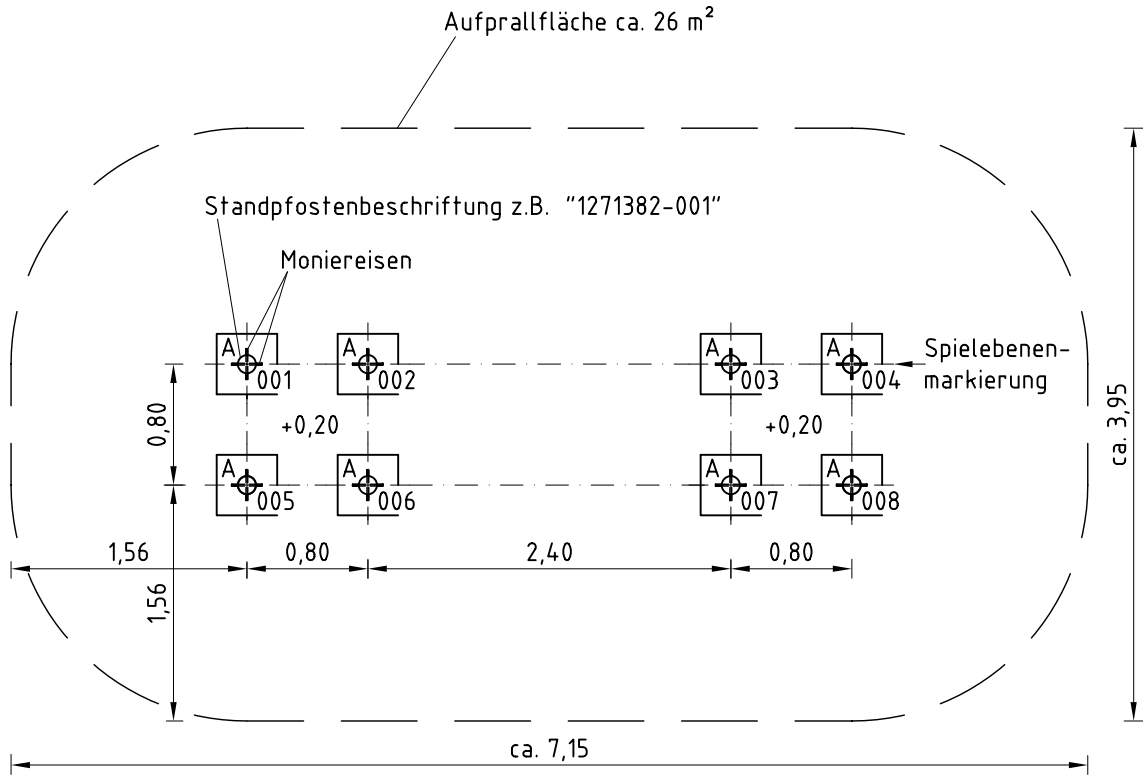 Aufprallfläche ca. 26 m²
Standpfostenbeschriftung z.B. "1271382-001"
Moniereisen
A
A
A
A
001
002
003
004
Spielebenen-
markierung
0,80
+0,20
+0,20
ca. 3,95
A
A
A
A
005
006
007
008
1,56
0,80
2,40
0,80
1,56
ca. 7,15